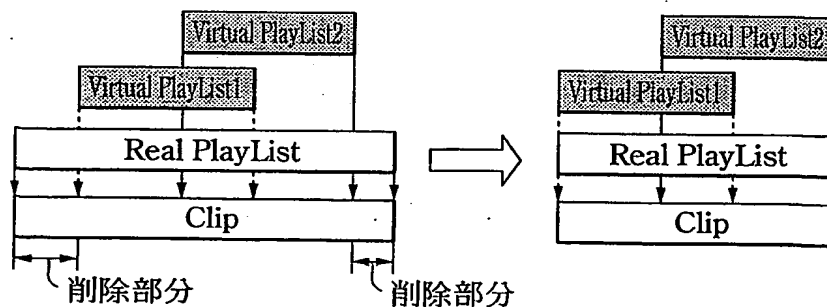 Virtual PlayList2
Virtual PlayList1
Real PlayList
Clip
削除部分
削除部分
Virtual PlayList2
Virtual PlayList1
Real PlayList
Clip